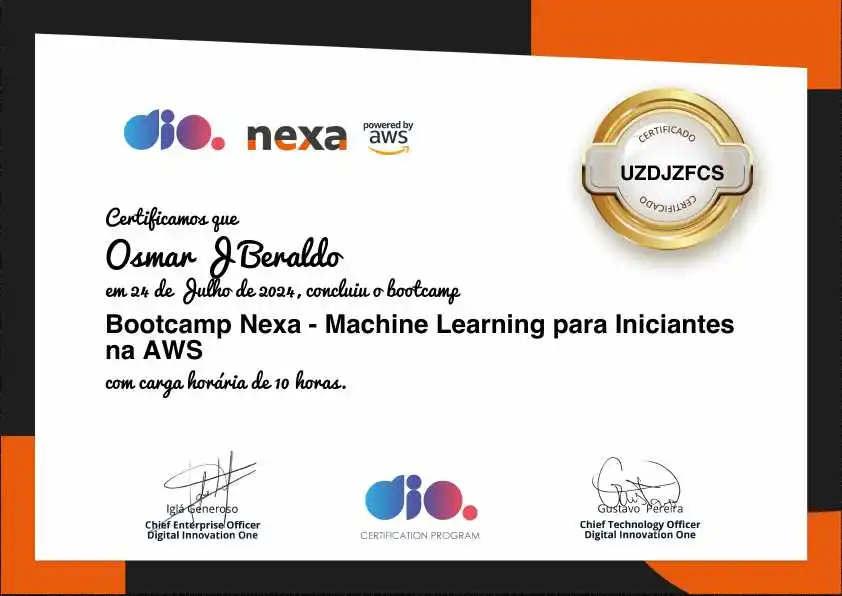 dio. nexa powered by aws
CERTIFICADO
UZDJZFCS
CERTIFICADO
Certificamos que
Osmar J Beraldo
em 24 de Julho de 2024, concluiu o bootcamp
Bootcamp Nexa - Machine Learning para Iniciantes
na AWS
com carga horária de 10 horas.
Iglá Generoso
Chief Enterprise Officer
Digital Innovation One
dio.
CERTIFICATION PROGRAM
Gustavo Pereira
Chief Technology Officer
Digital Innovation One